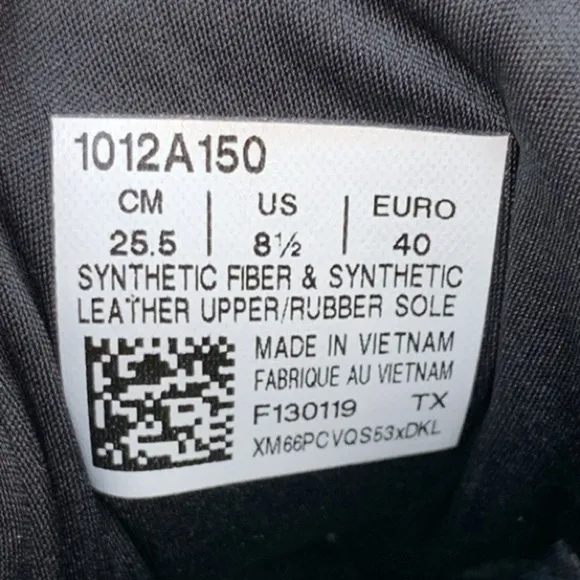 1012A150
CM | US | EURO
25.5 | 8½ | 40
SYNTHETIC FIBER & SYNTHETIC
LEATHER UPPER/RUBBER SOLE
MADE IN VIETNAM
FABRIQUE AU VIETNAM
F130119 TX
XM66PCVQS53xDKL